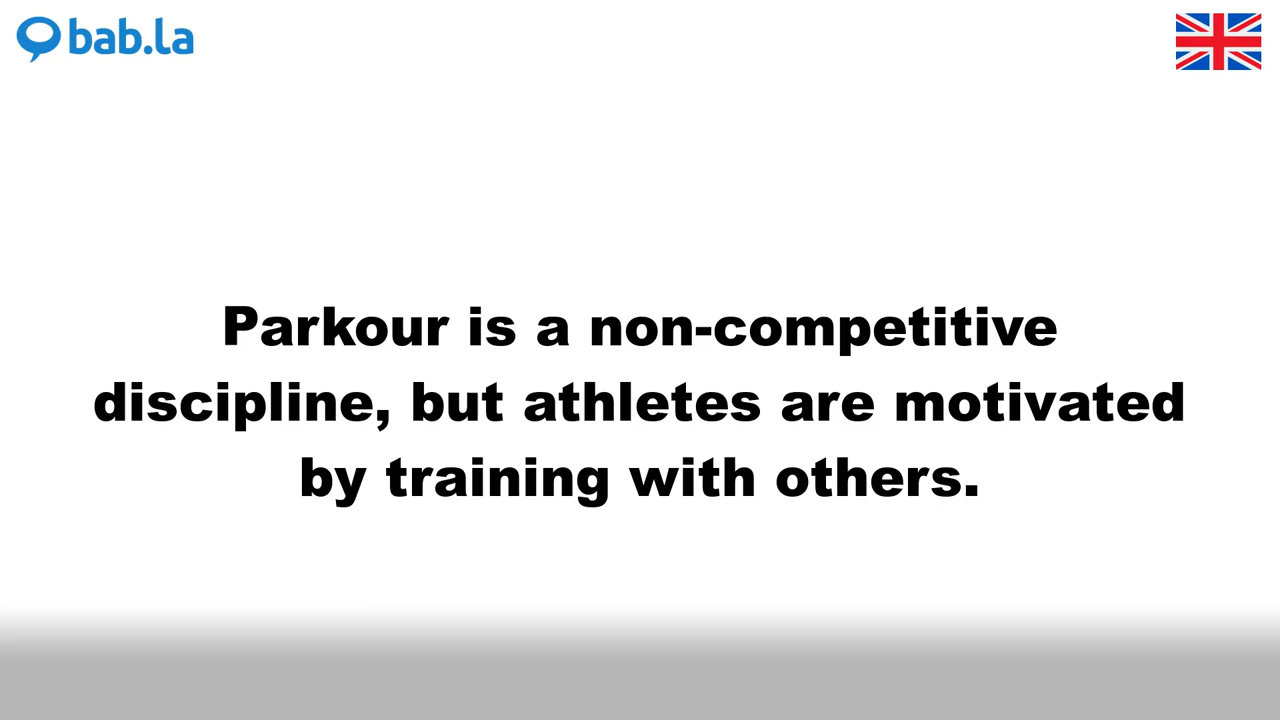 bab.la
Parkour is a non-competitive
discipline, but athletes are motivated
by training with others.